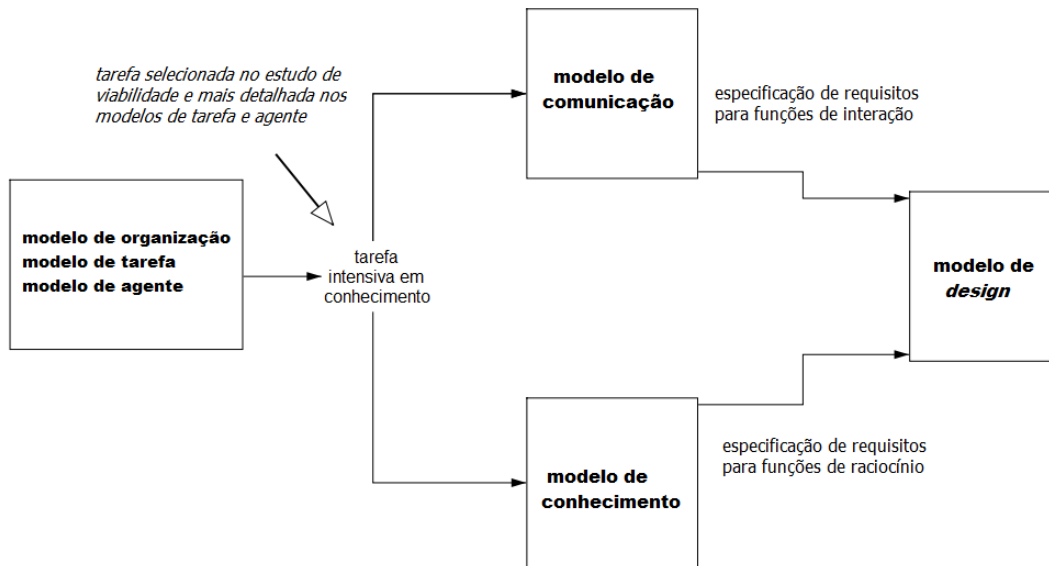 tarefa selecionada no estudo de
viabilidade e mais detalhada nos
modelos de tarefa e agente
modelo de organização
modelo de tarefa
modelo de agente
tarefa
intensiva em
conhecimento
modelo de
comunicação
especificação de requisitos
para funções de interação
modelo de
conhecimento
especificação de requisitos
para funções de raciocínio
modelo de
design